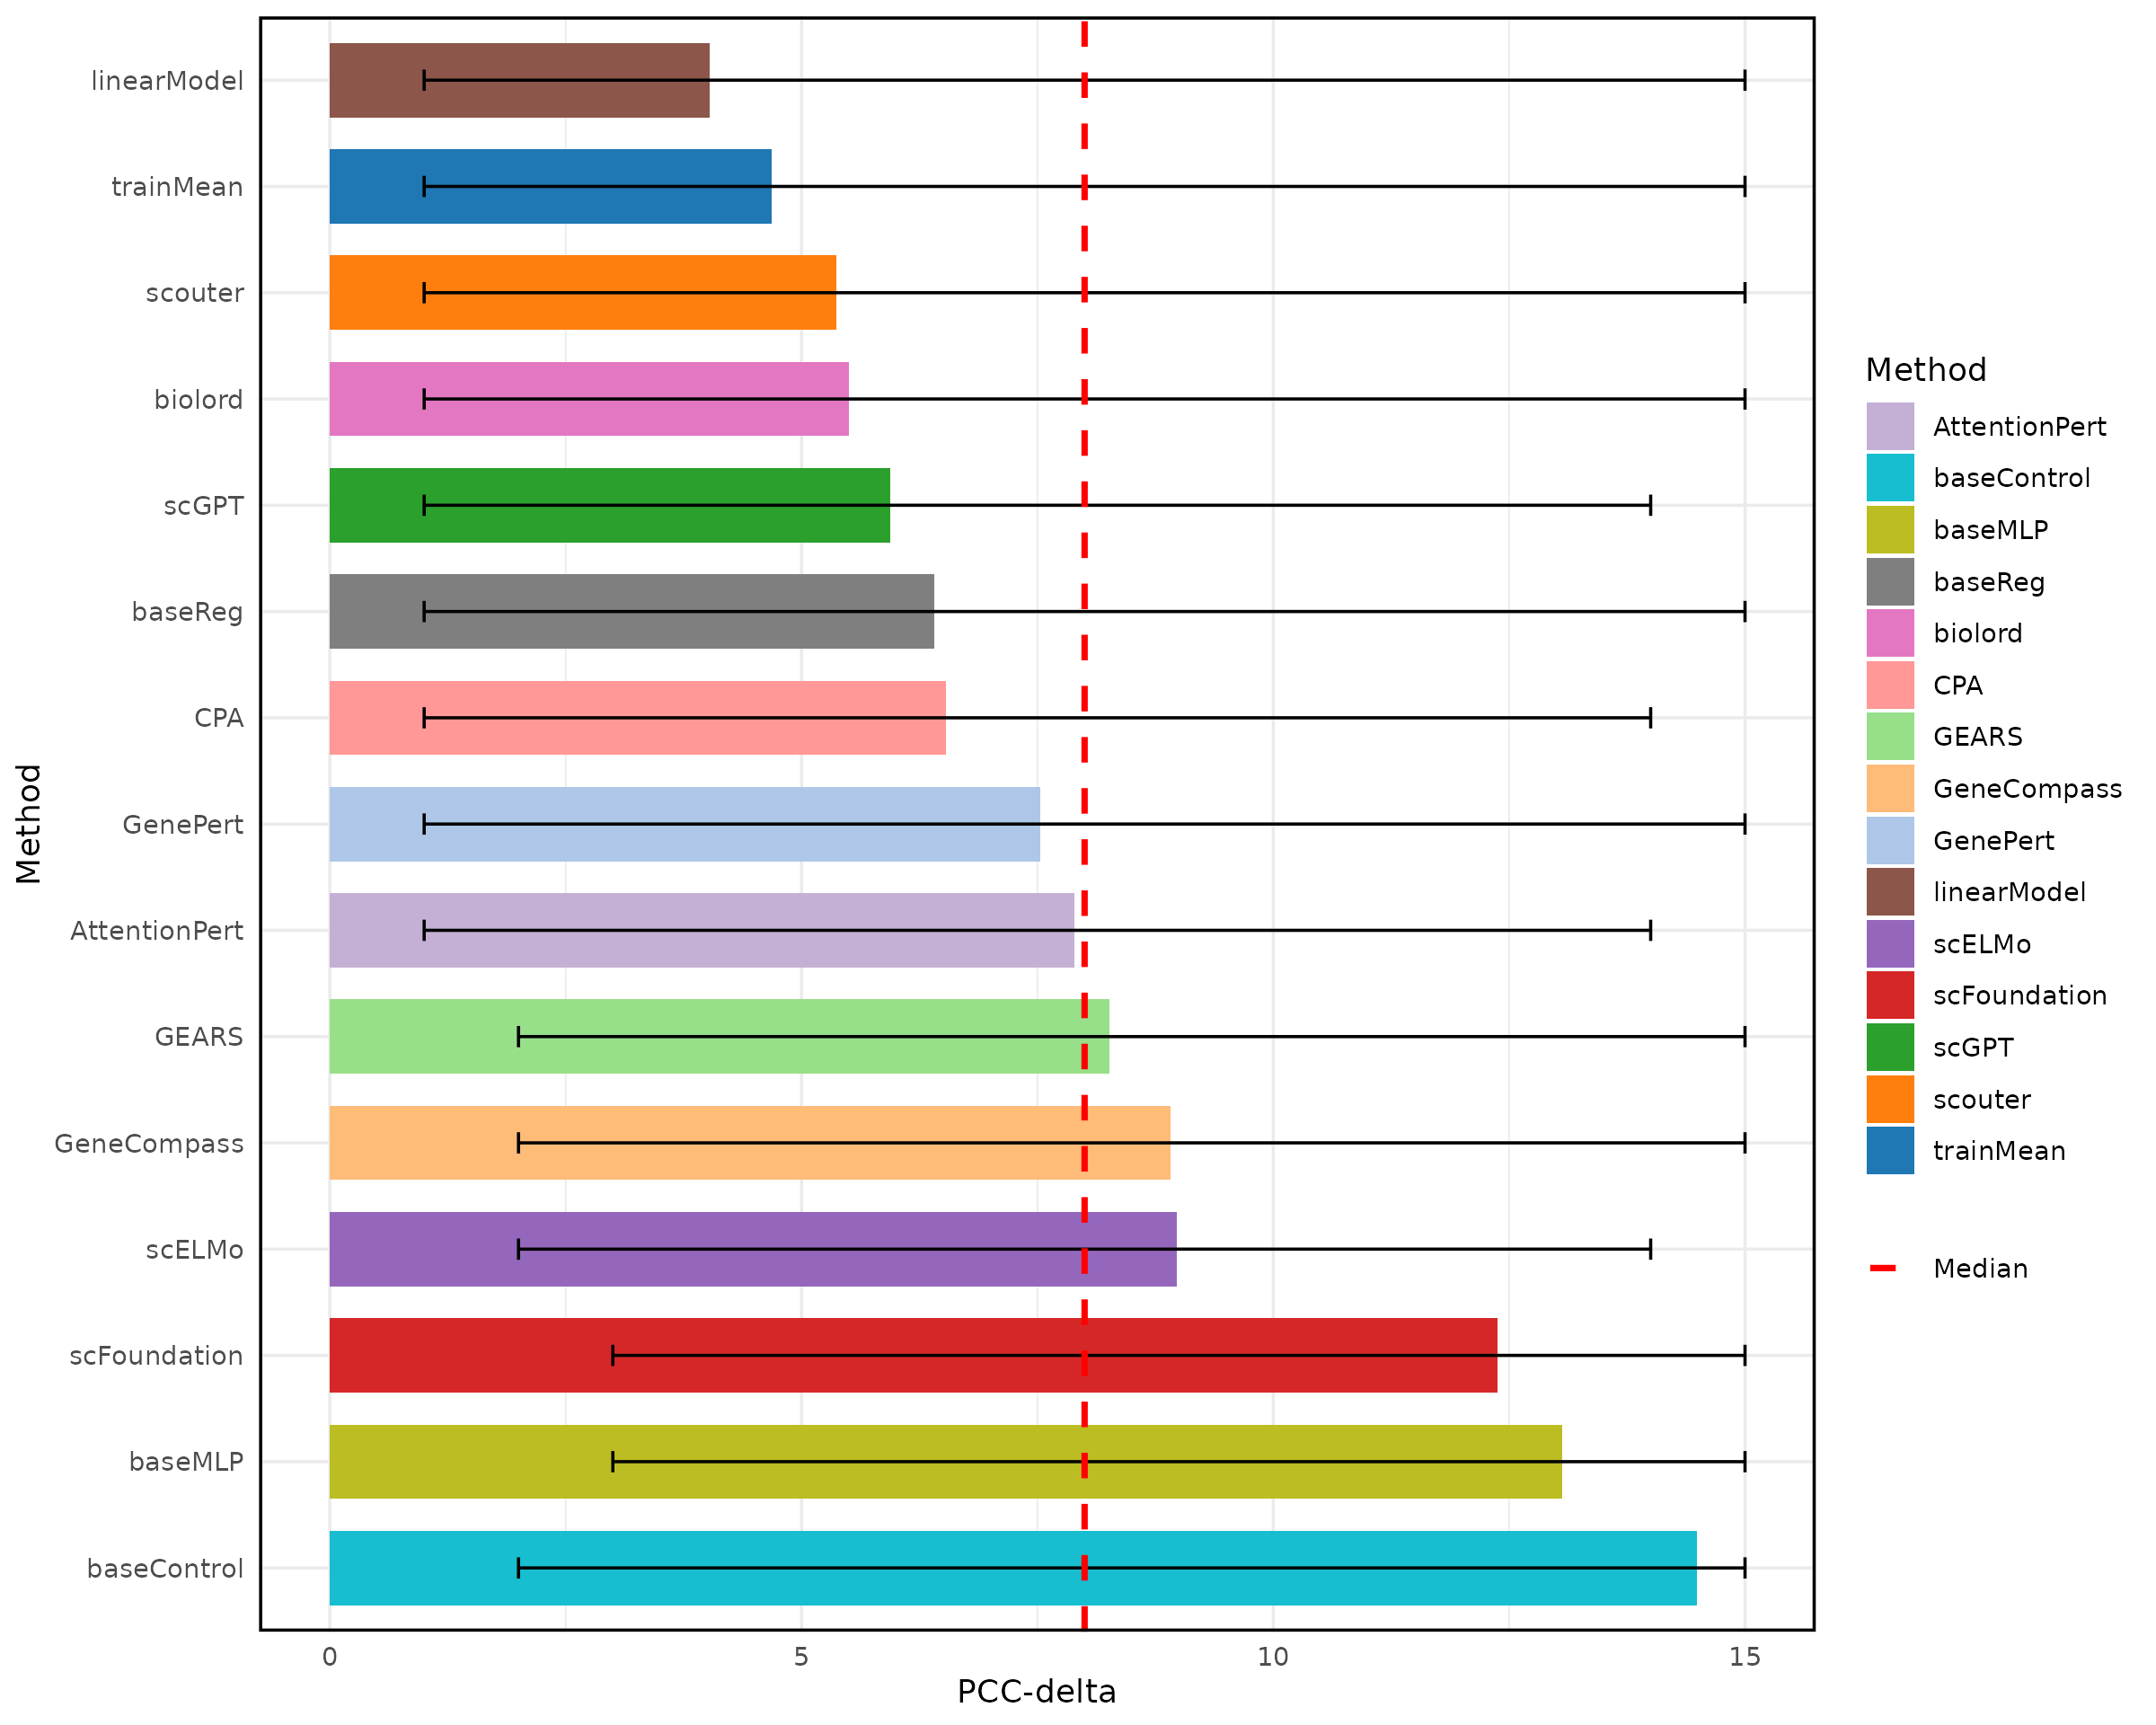 linearModel
trainMean
scouter
biolord
scGPT
baseReg
CPA
GenePert
AttentionPert
GEARS
GeneCompass
scELMo
scFoundation
baseMLP
baseControl
Method
0 5 10 15
PCC-delta
Method
AttentionPert
baseControl
baseMLP
baseReg
biolord
CPA
GEARS
GeneCompass
GenePert
linearModel
scELMo
scFoundation
scGPT
scouter
trainMean
Median